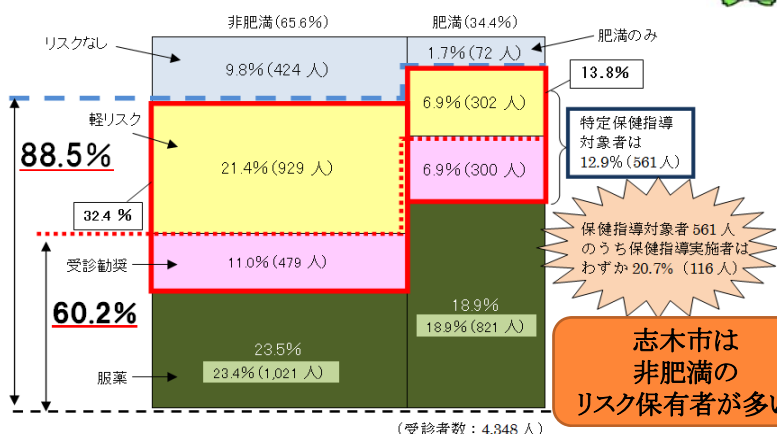 非肥満(65.6%)
肥満(34.4%)
リスクなし
9.8%(424 人)
1.7%(72 人)
肥満のみ
13.8%
軽リスク
88.5%
21.4%(929 人)
6.9%(302 人)
6.9%(300 人)
特定保健指導
対象者は
12.9%(561人)
32.4 %
受診勧奨
11.0%(479 人)
保健指導対象者 561 人
のうち保健指導実施者は
わずか 20.7% (116 人)
60.2%
18.9%
18.9%(821 人)
23.5%
23.4%(1,021 人)
服薬
志木市は
非肥満の
リスク保有者が多い
(受診者数：4,348 人)